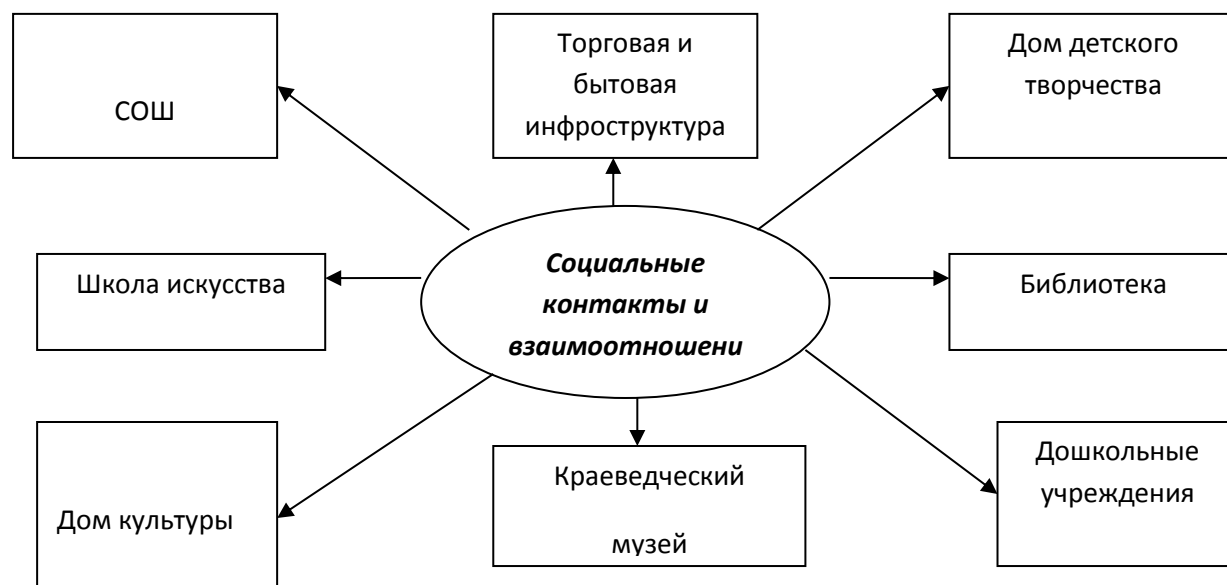 СОШ
Торговая и
бытовая
инфроструктура
Дом детского
творчества
Школа искусства
Социальные
контакты и
взаимоотношени
Библиотека
Дом культуры
Краеведческий
музей
Дошкольные
учреждения